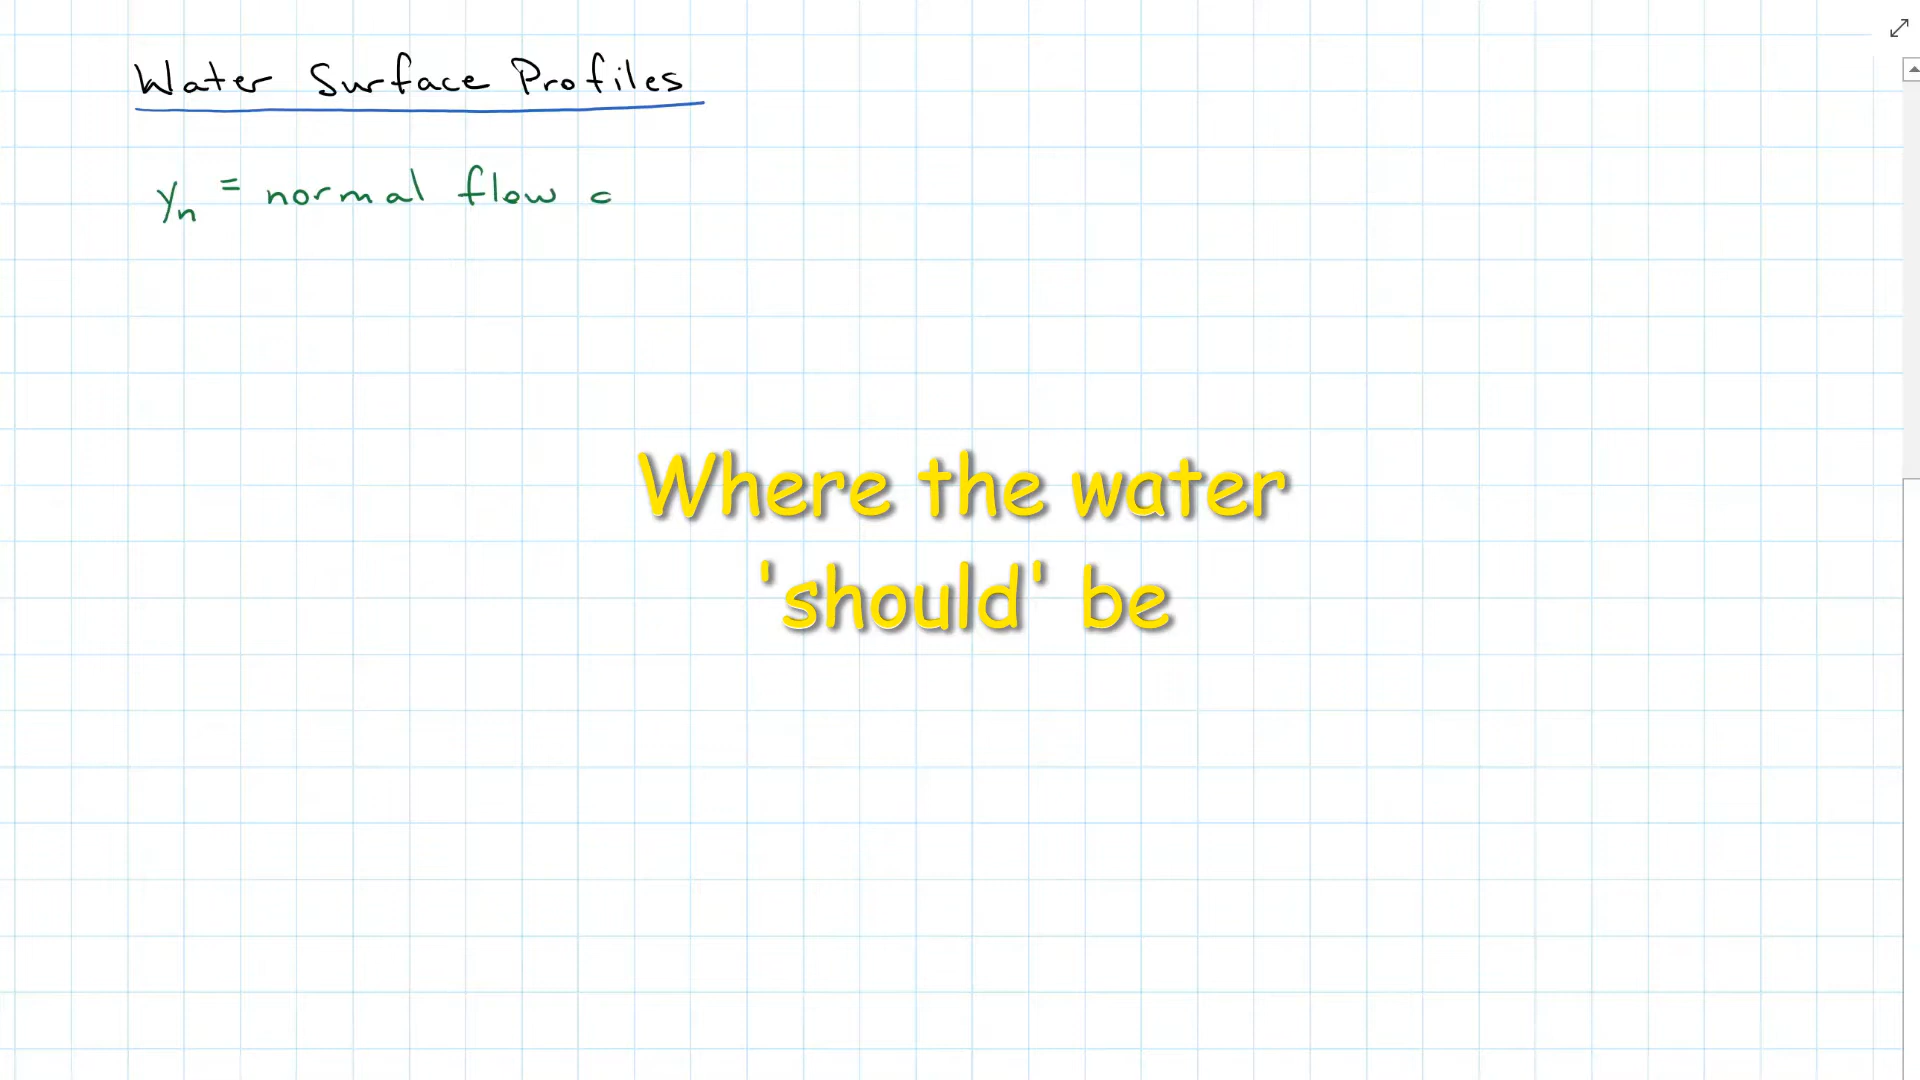 Water Surface Profiles
yn = normal flow
Where the water
'should' be